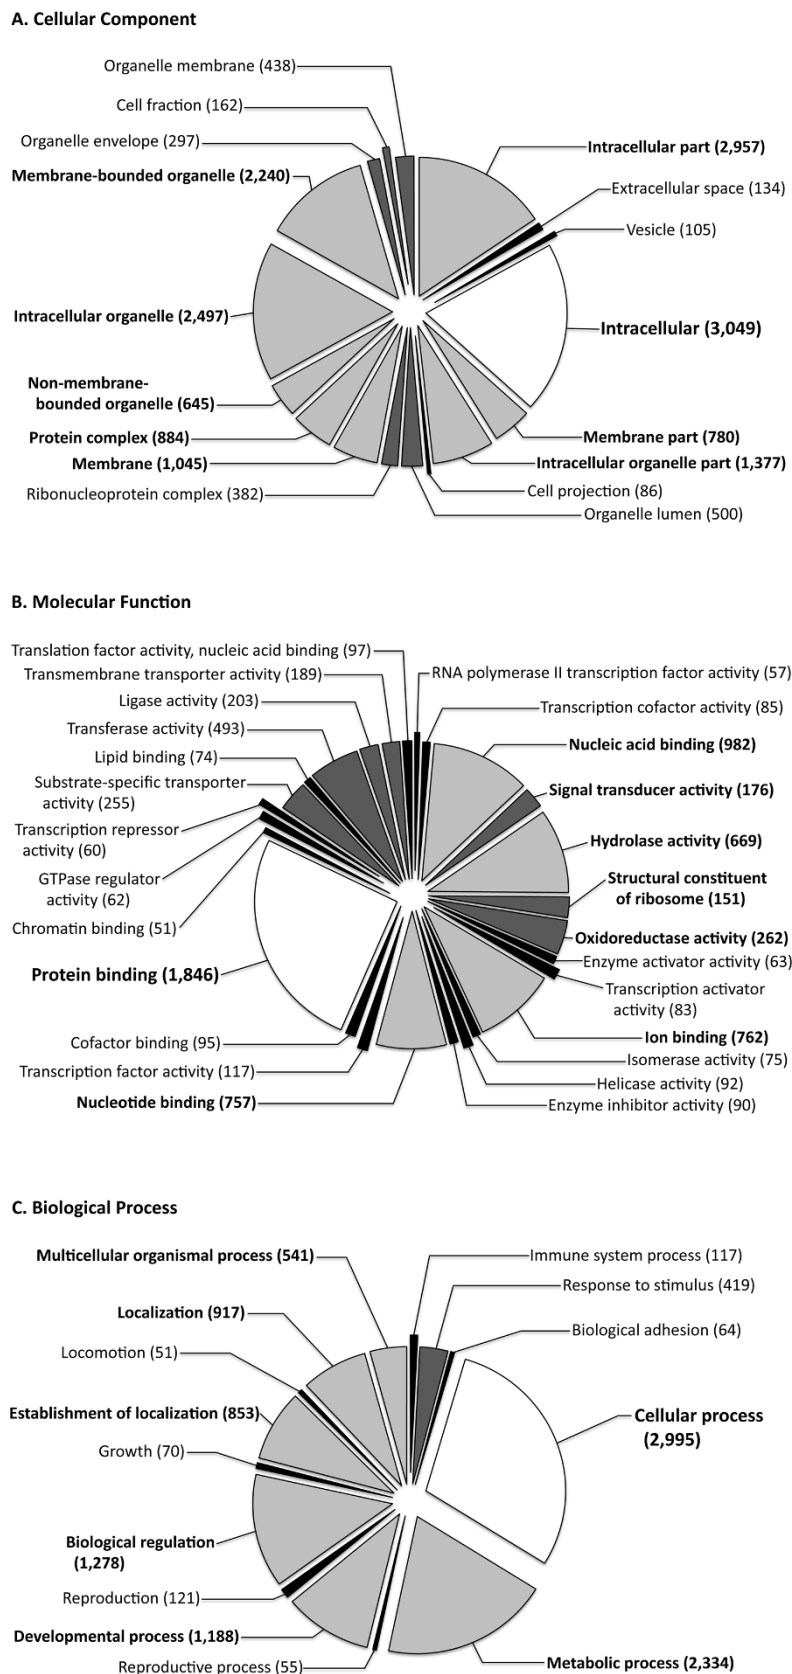 A. Cellular Component
Organelle membrane (438)
Cell fraction (162)
Organelle envelope (297)
Membrane-bounded organelle (2,240)
Intracellular part (2,957)
Extracellular space (134)
Vesicle (105)
Intracellular organelle (2,497)
Intracellular (3,049)
Non-membrane-
bounded organelle (645)
Protein complex (884)
Membrane (1,045)
Ribonucleoprotein complex (382)
Membrane part (780)
Intracellular organelle part (1,377)
Cell projection (86)
Organelle lumen (500)
B. Molecular Function
Translation factor activity, nucleic acid binding (97)
Transmembrane transporter activity (189)
Ligase activity (203)
Transferase activity (493)
Lipid binding (74)
Substrate-specific transporter
activity (255)
Transcription repressor
activity (60)
GTPase regulator
activity (62)
Chromatin binding (51)
Protein binding (1,846)
Cofactor binding (95)
Transcription factor activity (117)
Nucleotide binding (757)
RNA polymerase II transcription factor activity (57)
Transcription cofactor activity (85)
Nucleic acid binding (982)
Signal transducer activity (176)
Hydrolase activity (669)
Structural constituent
of ribosome (151)
Oxidoreductase activity (262)
Enzyme activator activity (63)
Transcription activator
activity (83)
Ion binding (762)
Isomerase activity (75)
Helicase activity (92)
Enzyme inhibitor activity (90)
C. Biological Process
Multicellular organismal process (541)
Localization (917)
Locomotion (51)
Establishment of localization (853)
Growth (70)
Biological regulation
(1,278)
Reproduction (121)
Developmental process (1,188)
Reproductive process (55)
Immune system process (117)
Response to stimulus (419)
Biological adhesion (64)
Cellular process
(2,995)
Metabolic process (2,334)